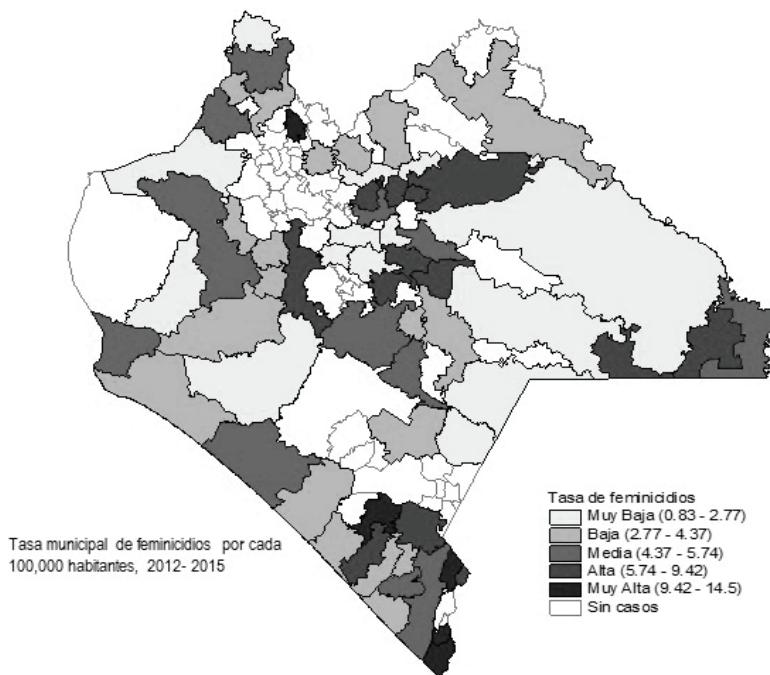 Tasa de feminicidios
Muy Baja (0.83 - 2.77)
Baja (2.77 - 4.37)
Media (4.37 - 5.74)
Alta (5.74 - 9.42)
Muy Alta (9.42 - 14.5)
Sin casos
Tasa municipal de feminicidios por cada
100,000 habitantes, 2012- 2015